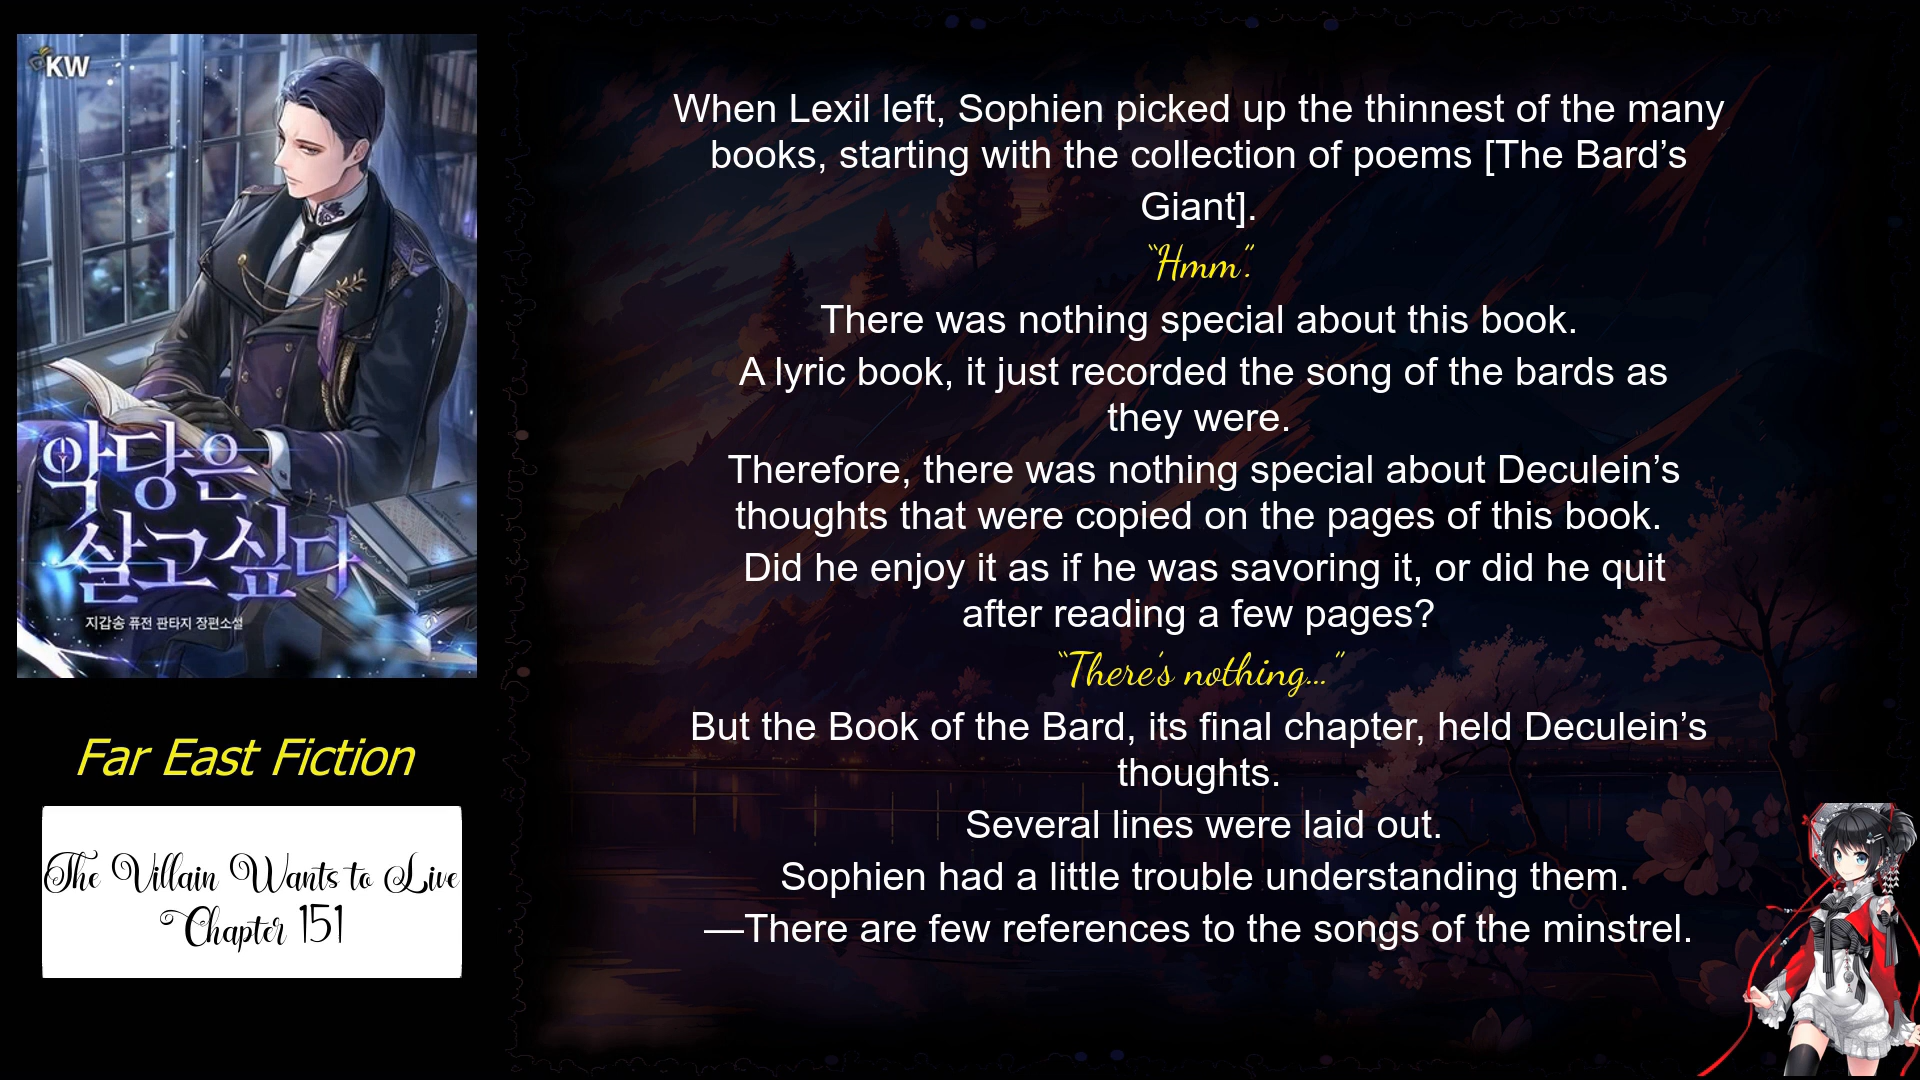 KW
악당은
살고싶다
지갑송 퓨전 판타지 장편소설
Far East Fiction
The Villain Wants to Live
Chapter 151
When Lexil left, Sophien picked up the thinnest of the many
books, starting with the collection of poems [The Bard’s
Giant].
“Hmm”.
There was nothing special about this book.
A lyric book, it just recorded the song of the bards as
they were.
Therefore, there was nothing special about Deculein’s
thoughts that were copied on the pages of this book.
Did he enjoy it as if he was savoring it, or did he quit
after reading a few pages?
“There’s nothing…”
But the Book of the Bard, its final chapter, held Deculein’s
thoughts.
Several lines were laid out.
Sophien had a little trouble understanding them.
—There are few references to the songs of the minstrel.